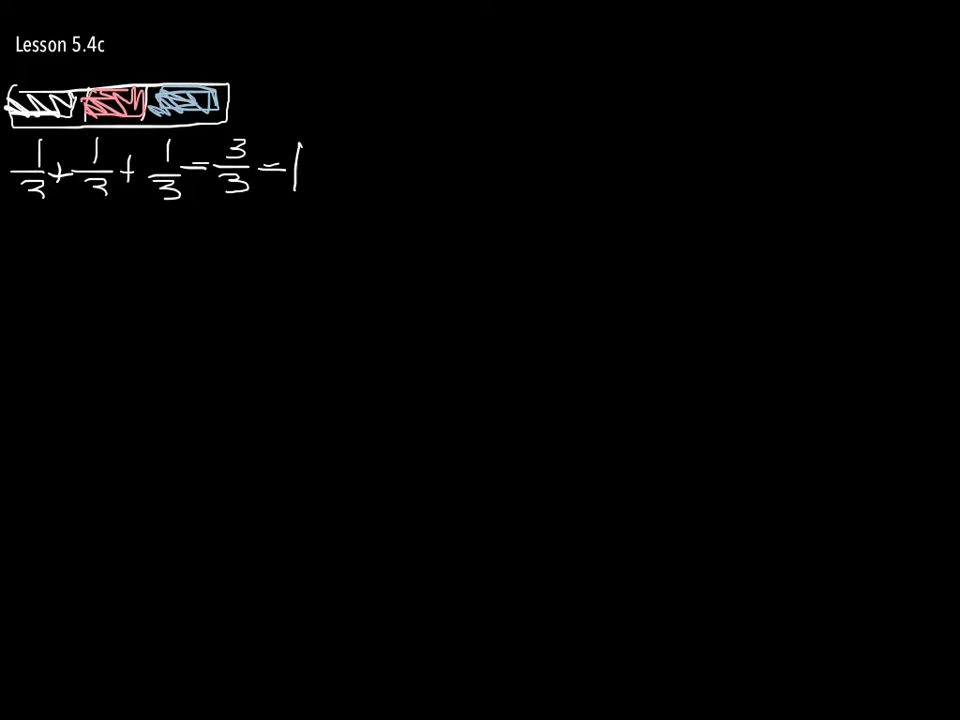 Lesson 5.4c
1/3 + 1/3 + 1/3 = 3/3 = 1